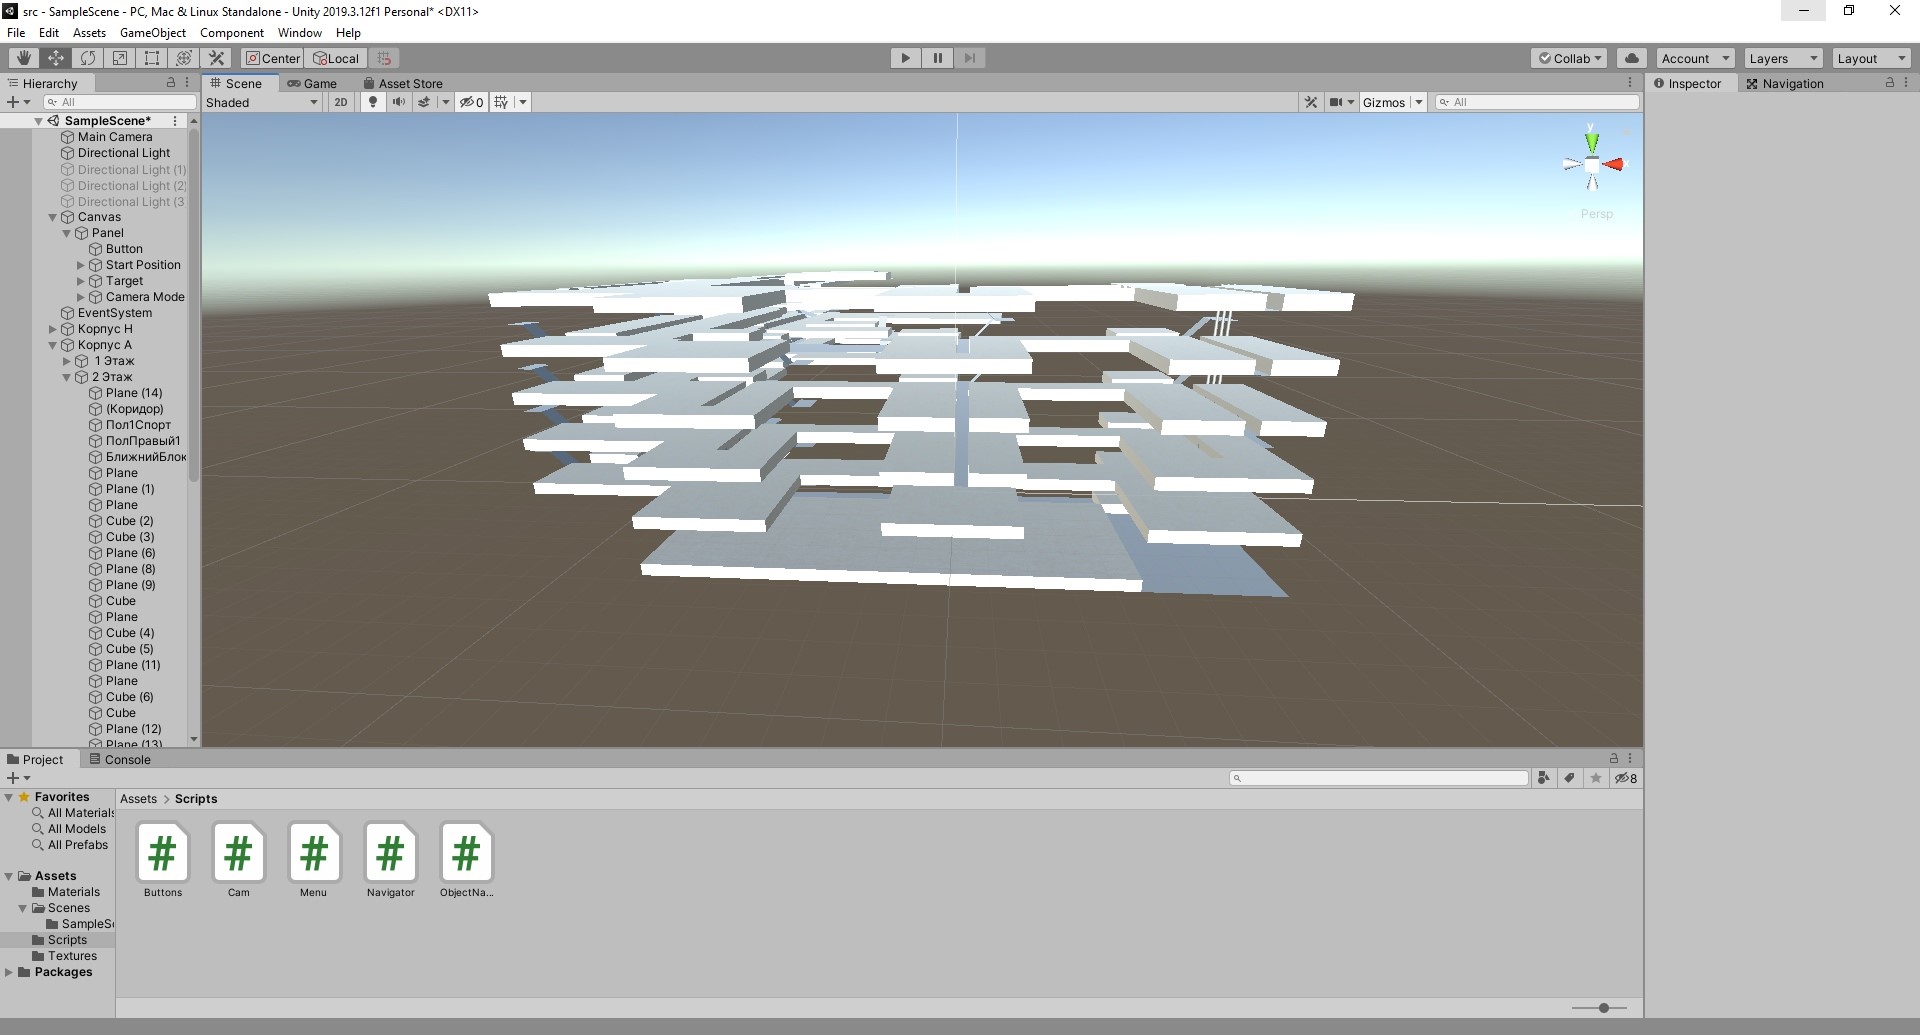 src - SampleScene - PC, Mac & Linux Standalone - Unity 2019.3.12f1 Personal* <DX11>
File Edit Assets GameObject Component Window Help
Center Local Collab Account Layers Layout
Hierarchy
All
SampleScene*
Main Camera
Directional Light
Directional Light (1)
Directional Light (2)
Directional Light (3
Canvas
Panel
Button
Start Position
Target
Camera Mode
EventSystem
Корпус Н
Корпус А
1 Этаж
2 Этаж
Plane (14)
(Коридор)
Пол1Спорт
ПолПравый1
БлижнийБлок
Plane
Plane (1)
Plane
Cube (2)
Cube (3)
Plane (6)
Plane (8)
Plane (9)
Cube
Plane
Cube (4)
Cube (5)
Plane (11)
Plane
Cube (6)
Cube
Plane (12)
Plane (13)
Scene Game Asset Store
Shaded 2D 0 Gizmos All
y
x
Persp
Inspector Navigation
Project Console
8
Favorites
All Materials
All Models
All Prefabs
Assets
Materials
Scenes
SampleSc
Scripts
Textures
Packages
Assets > Scripts
Buttons Cam Menu Navigator ObjectNa...